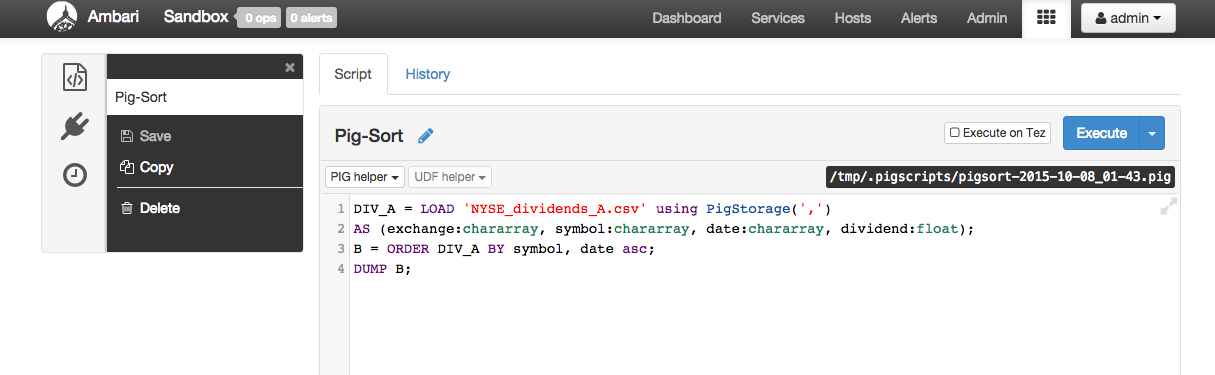 Ambari Sandbox 0 ops 0 alerts Dashboard Services Hosts Alerts Admin admin
Pig-Sort
Save
Copy
Delete
Script History
Pig-Sort Execute on Tez Execute
PIG helper UDF helper /tmp/.pigscripts/pigsort-2015-10-08_01-43.pig
1 DIV_A = LOAD 'NYSE_dividends_A.csv' using PigStorage(',')
2 AS (exchange:chararray, symbol:chararray, date:chararray, dividend:float);
3 B = ORDER DIV_A BY symbol, date asc;
4 DUMP B;